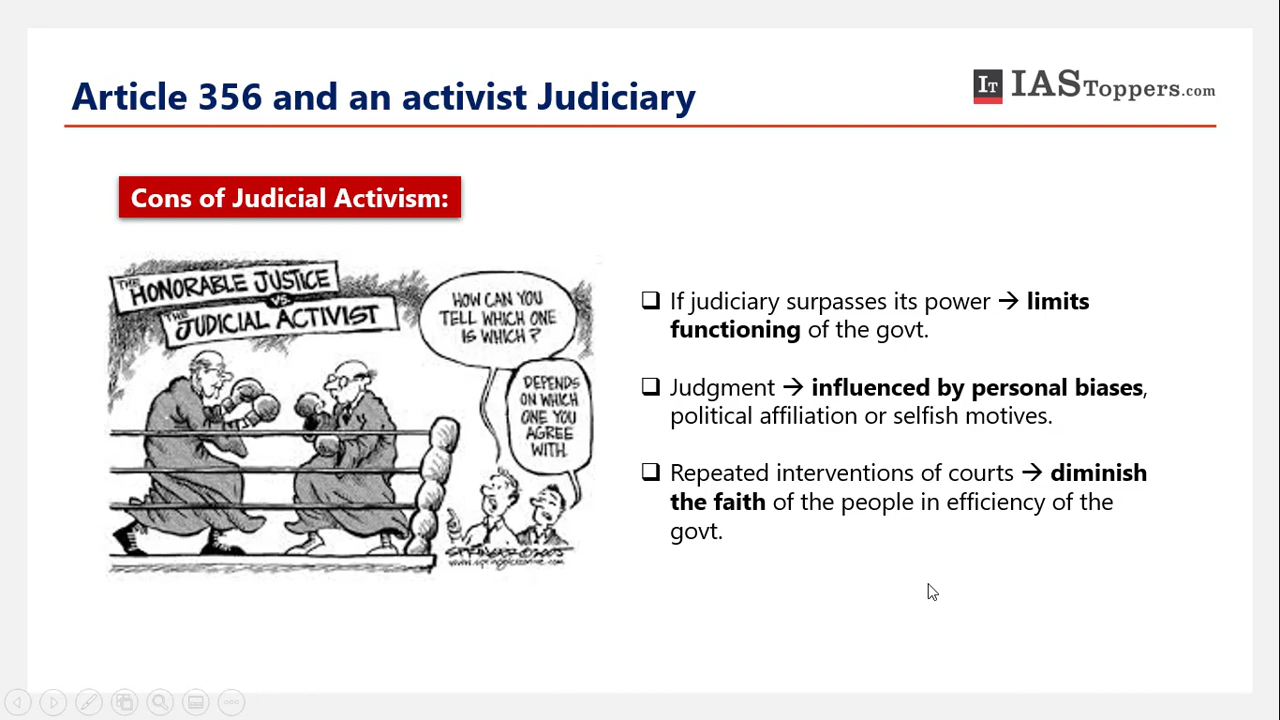 Article 356 and an activist Judiciary
IT IASToppers.com
Cons of Judicial Activism:
THE HONORABLE JUSTICE
VS.
THE JUDICIAL ACTIVIST
HOW CAN YOU
TELL WHICH ONE
IS WHICH?
DEPENDS
ON WHICH
ONE YOU
AGREE
WITH.
SPRINGER©2005
❑ If judiciary surpasses its power → limits
functioning of the govt.
❑ Judgment → influenced by personal biases,
political affiliation or selfish motives.
❑ Repeated interventions of courts → diminish
the faith of the people in efficiency of the
govt.